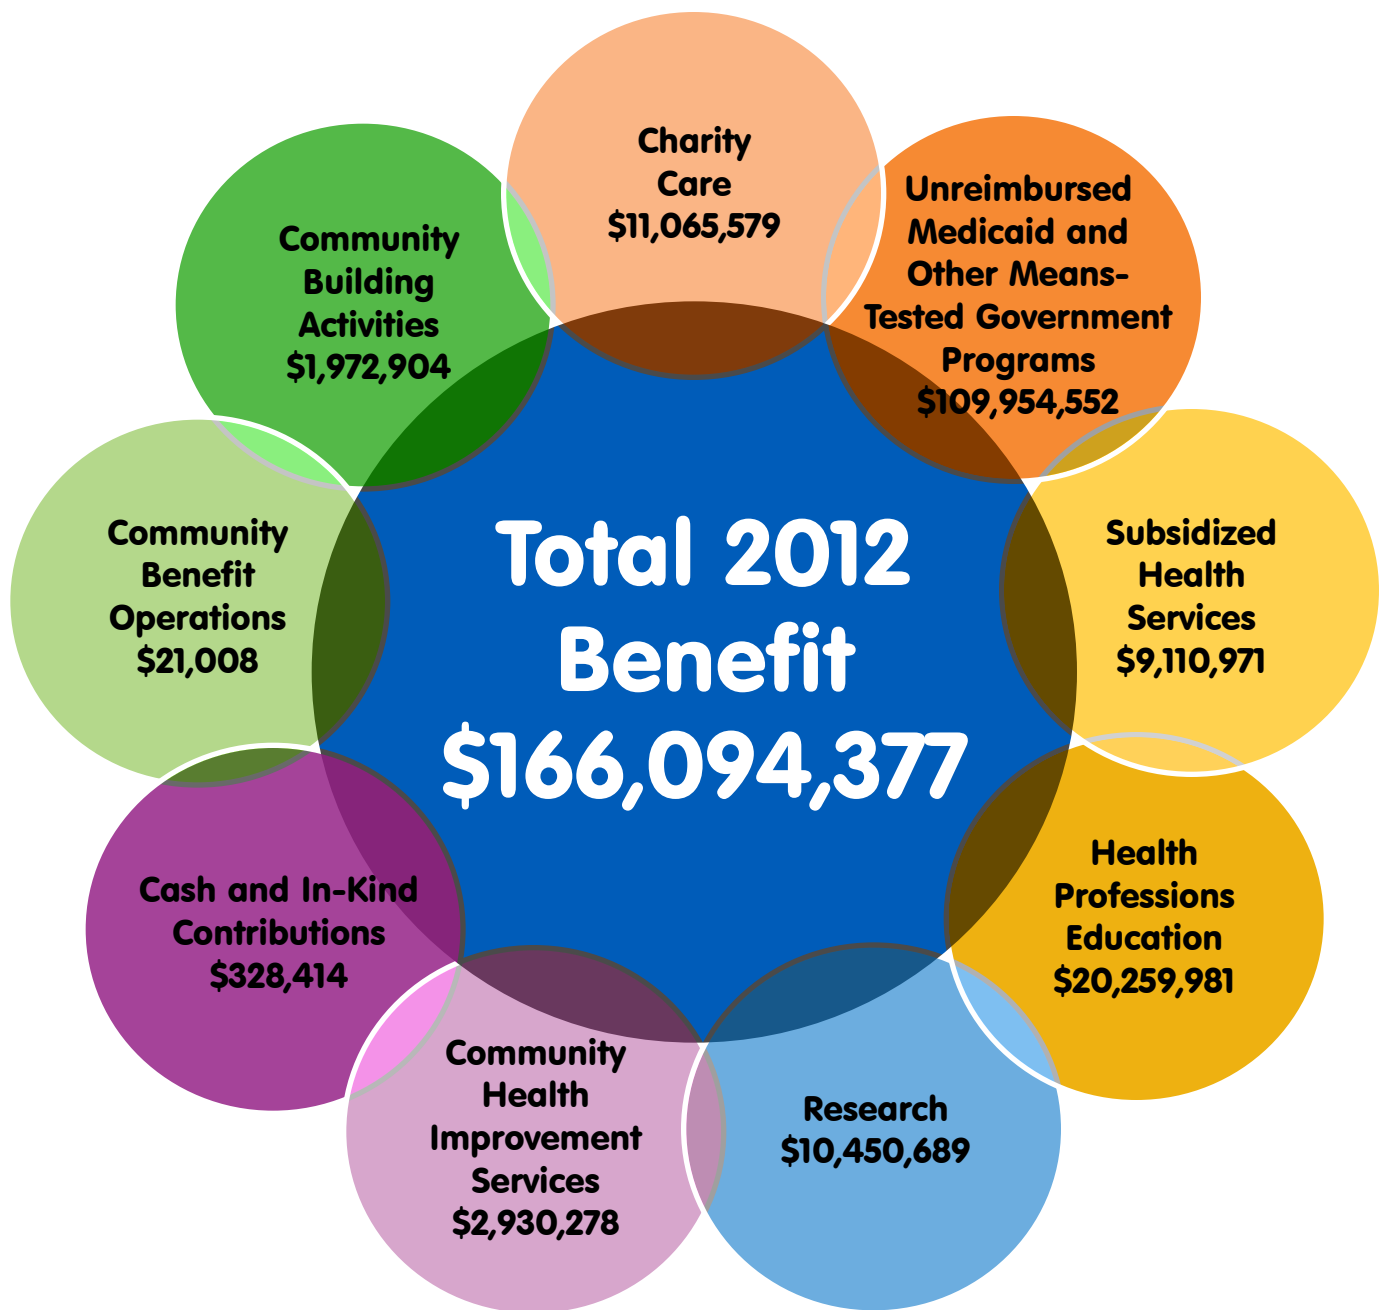 Charity
Care
$11,065,579
Unreimbursed
Medicaid and
Other Means-
Tested Government
Programs
$109,954,552
Subsidized
Health
Services
$9,110,971
Health
Professions
Education
$20,259,981
Research
$10,450,689
Community
Health
Improvement
Services
$2,930,278
Cash and In-Kind
Contributions
$328,414
Community
Benefit
Operations
$21,008
Community
Building
Activities
$1,972,904
Total 2012
Benefit
$166,094,377